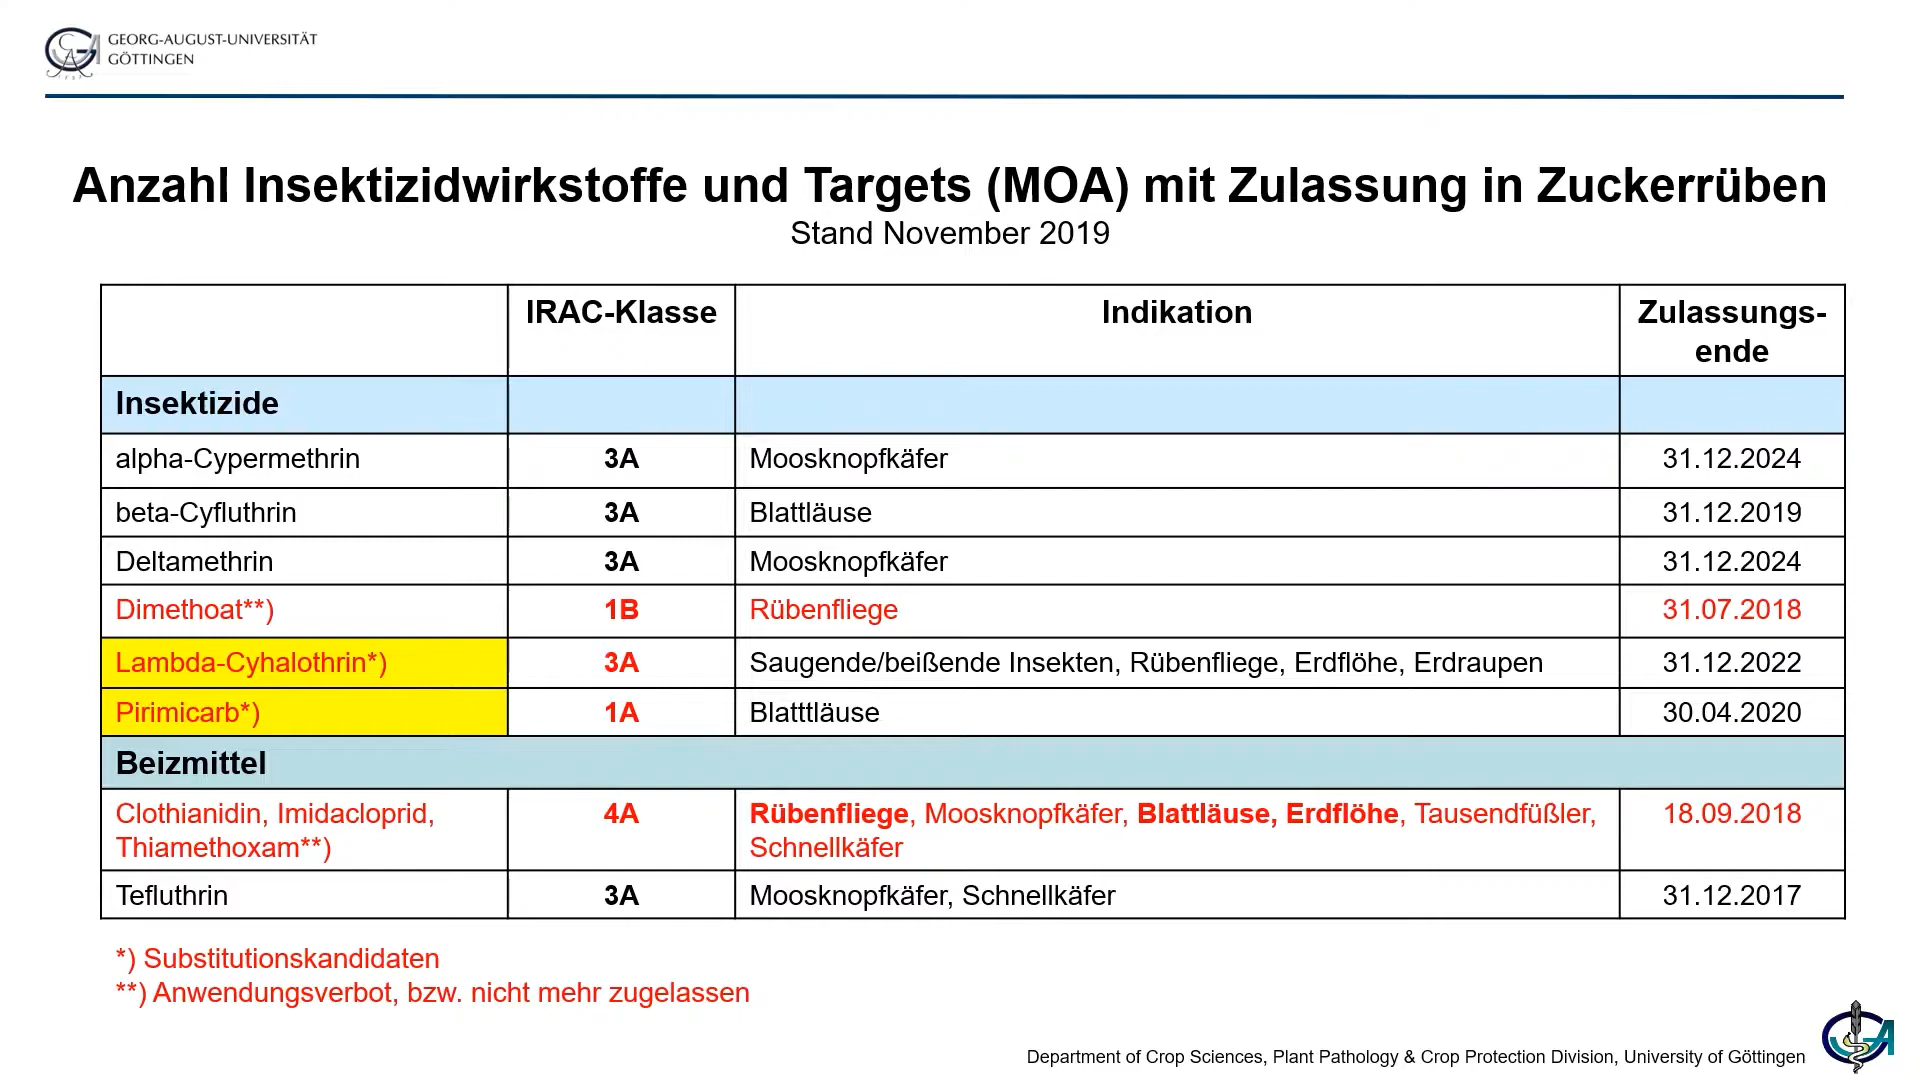 GEORG-AUGUST-UNIVERSITÄT
GÖTTINGEN
Anzahl Insektizidwirkstoffe und Targets (MOA) mit Zulassung in Zuckerrüben
Stand November 2019
IRAC-Klasse Indikation Zulassungs-
ende
Insektizide
alpha-Cypermethrin 3A Moosknopfkäfer 31.12.2024
beta-Cyfluthrin 3A Blattläuse 31.12.2019
Deltamethrin 3A Moosknopfkäfer 31.12.2024
Dimethoat**) 1B Rübenfliege 31.07.2018
Lambda-Cyhalothrin*) 3A Saugende/beißende Insekten, Rübenfliege, Erdflöhe, Erdraupen 31.12.2022
Pirimicarb*) 1A Blatttläuse 30.04.2020
Beizmittel
Clothianidin, Imidacloprid, 4A Rübenfliege, Moosknopfkäfer, Blattläuse, Erdflöhe, Tausendfüßler, 18.09.2018
Thiamethoxam**) Schnellkäfer
Tefluthrin 3A Moosknopfkäfer, Schnellkäfer 31.12.2017
*) Substitutionskandidaten
**) Anwendungsverbot, bzw. nicht mehr zugelassen
Department of Crop Sciences, Plant Pathology & Crop Protection Division, University of Göttingen